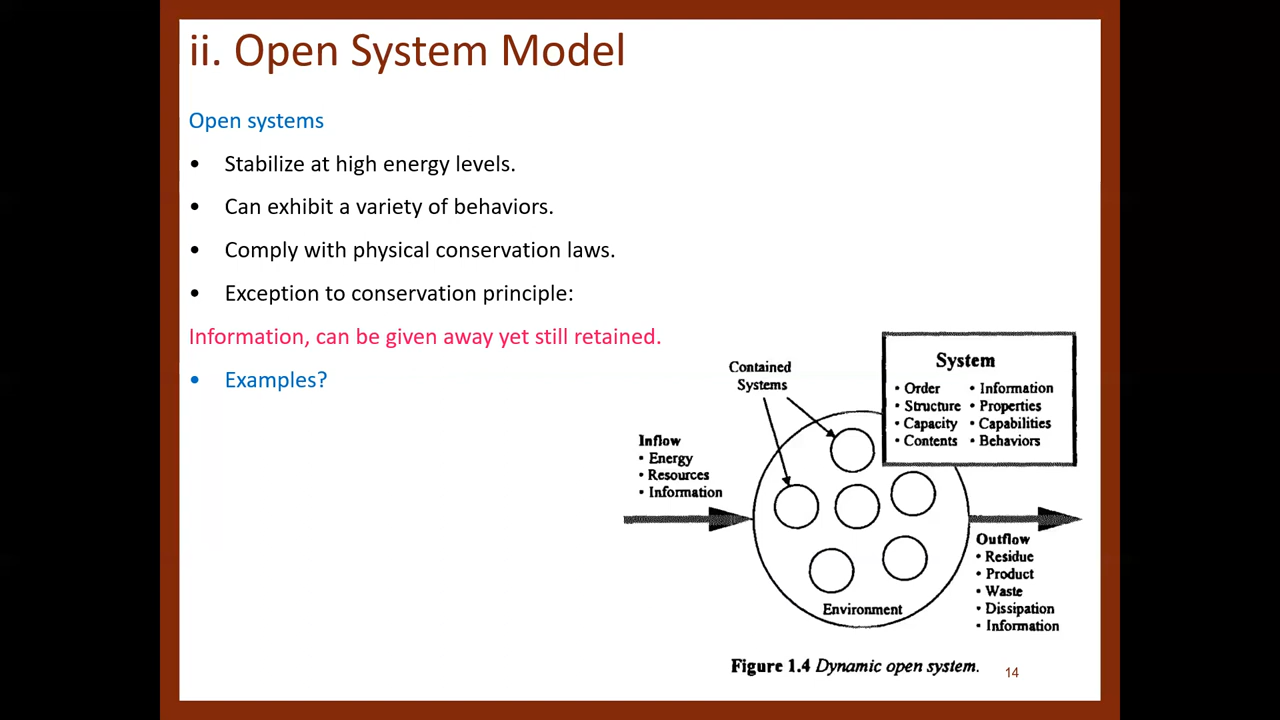 ii. Open System Model
Open systems
• Stabilize at high energy levels.
• Can exhibit a variety of behaviors.
• Comply with physical conservation laws.
• Exception to conservation principle:
Information, can be given away yet still retained.
• Examples?
Contained
Systems
System
• Order • Information
• Structure • Properties
• Capacity • Capabilities
• Contents • Behaviors
Inflow
• Energy
• Resources
• Information
Outflow
• Residue
• Product
• Waste
• Dissipation
• Information
Environment
Figure 1.4 Dynamic open system.
14